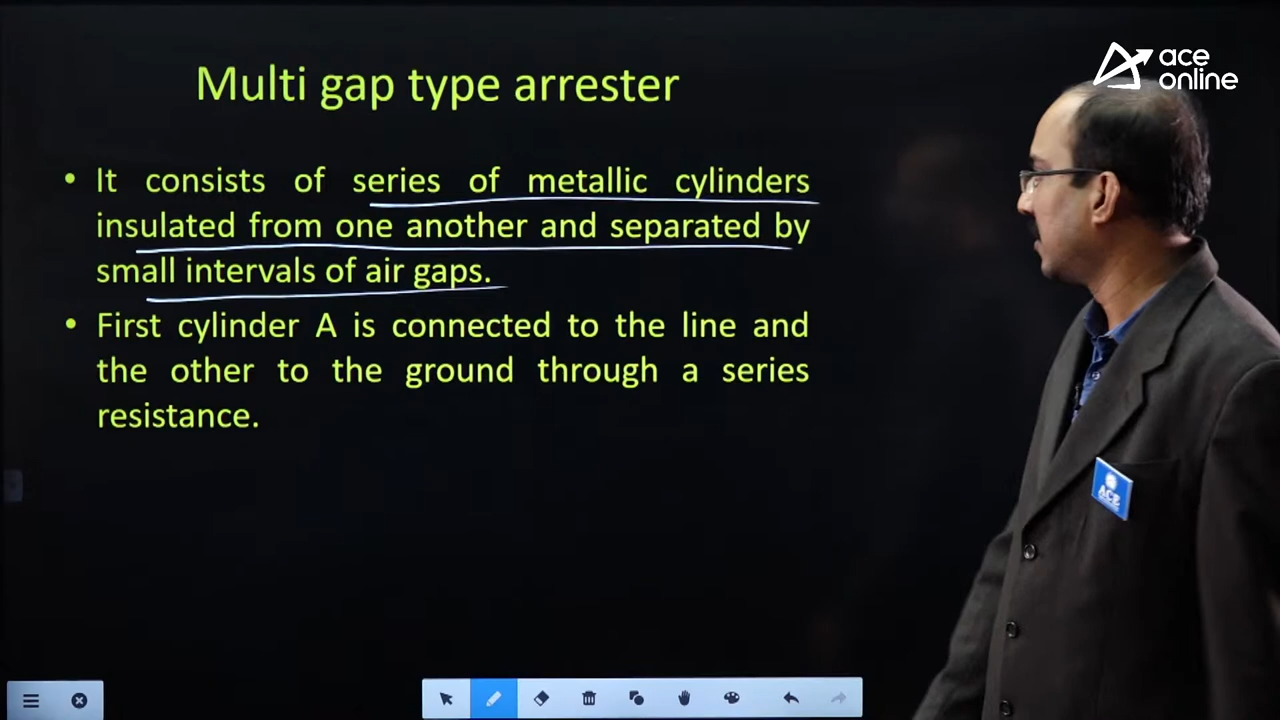 ace
online
Multi gap type arrester
• It consists of series of metallic cylinders
insulated from one another and separated by
small intervals of air gaps.
• First cylinder A is connected to the line and
the other to the ground through a series
resistance.
ACE